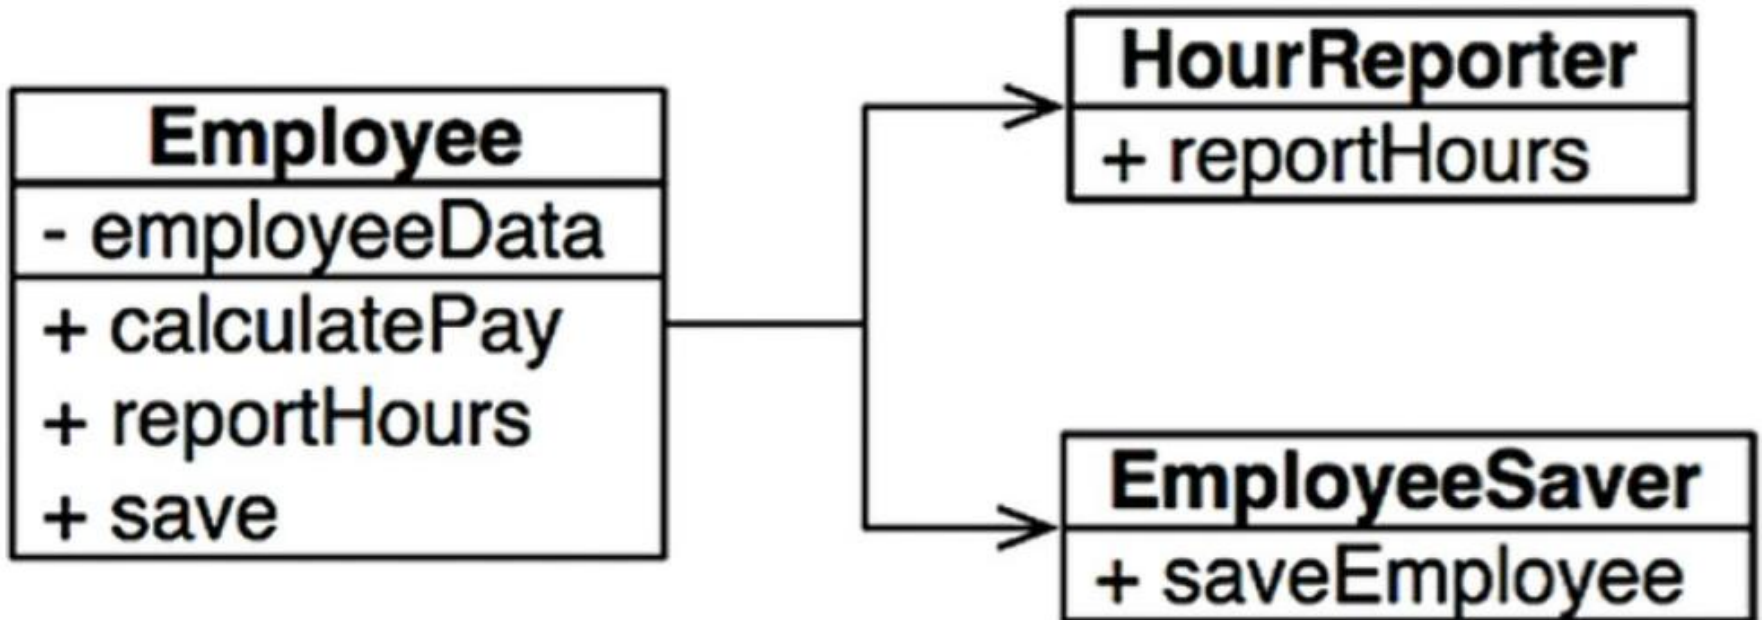 Employee
- employeeData
+ calculatePay
+ reportHours
+ save
HourReporter
+ reportHours
EmployeeSaver
+ saveEmployee